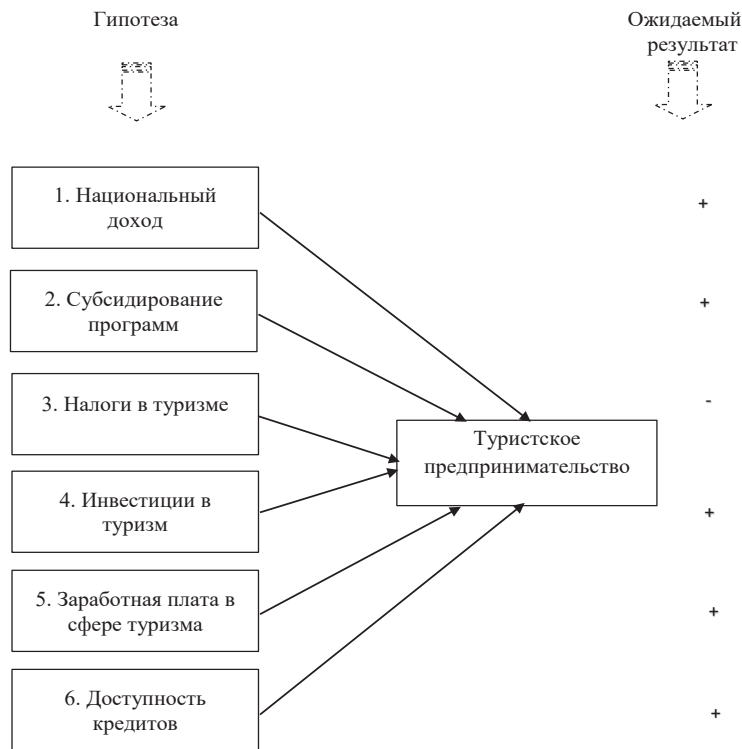 Гипотеза
Ожидаемый
результат
1. Национальный
доход
+
2. Субсидирование
программ
+
3. Налоги в туризме
-
Туристское
предпринимательство
4. Инвестиции в
туризм
+
5. Заработная плата в
сфере туризма
+
6. Доступность
кредитов
+